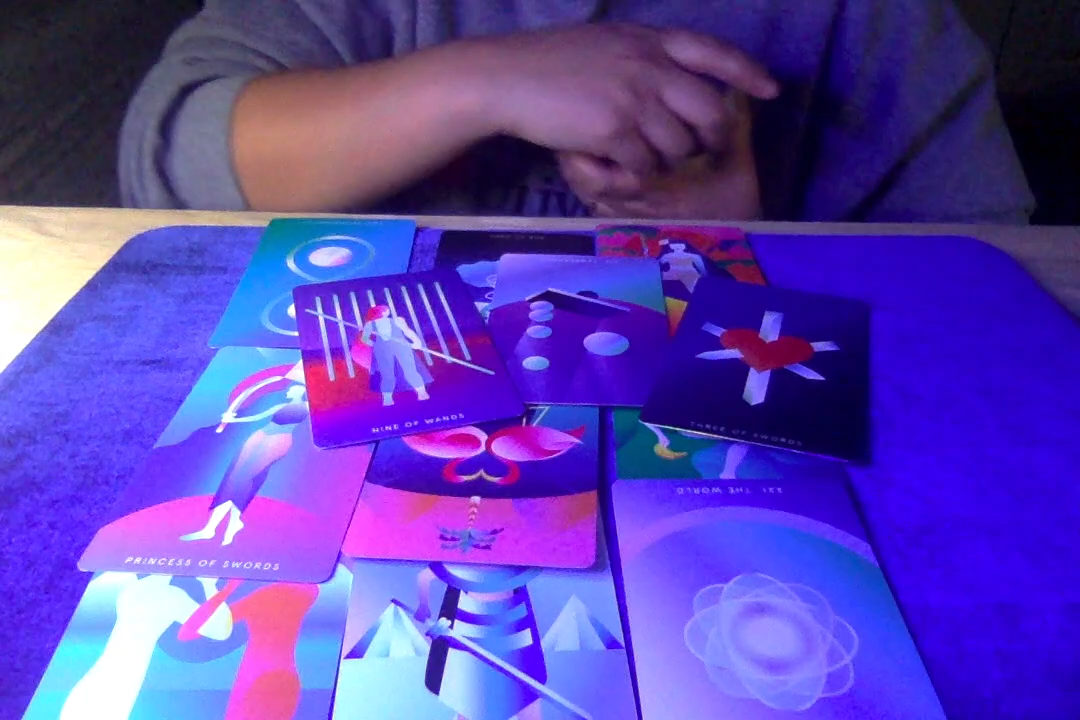 NINE OF WANDS
THREE OF SWORDS
XXI THE WORLD
PRINCESS OF SWORDS